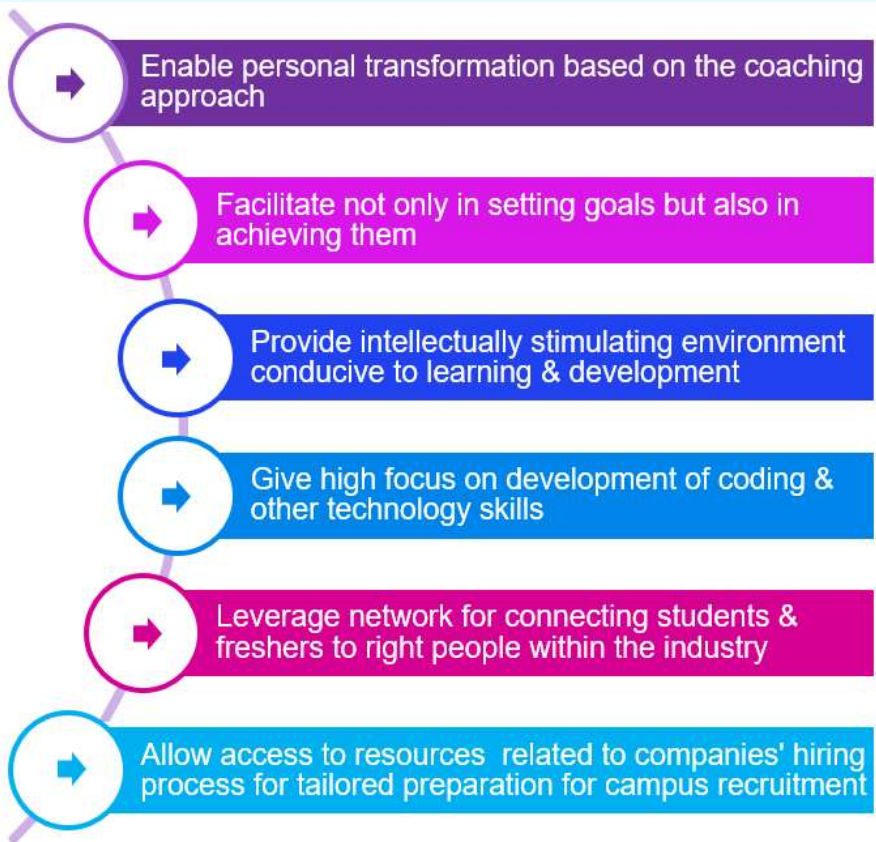 Enable personal transformation based on the coaching
approach
Facilitate not only in setting goals but also in
achieving them
Provide intellectually stimulating environment
conducive to learning & development
Give high focus on development of coding &
other technology skills
Leverage network for connecting students &
freshers to right people within the industry
Allow access to resources  related to companies' hiring
process for tailored preparation for campus recruitment